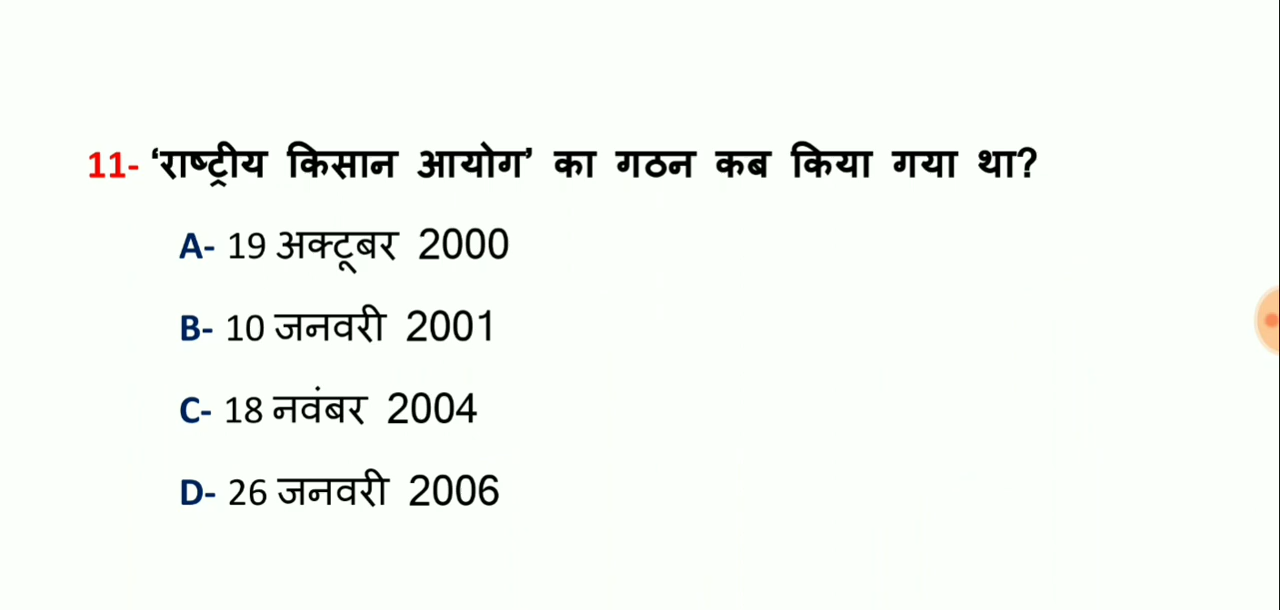 11- ‘राष्ट्रीय किसान आयोग’ का गठन कब किया गया था?
A- 19 अक्टूबर 2000
B- 10 जनवरी 2001
C- 18 नवंबर 2004
D- 26 जनवरी 2006